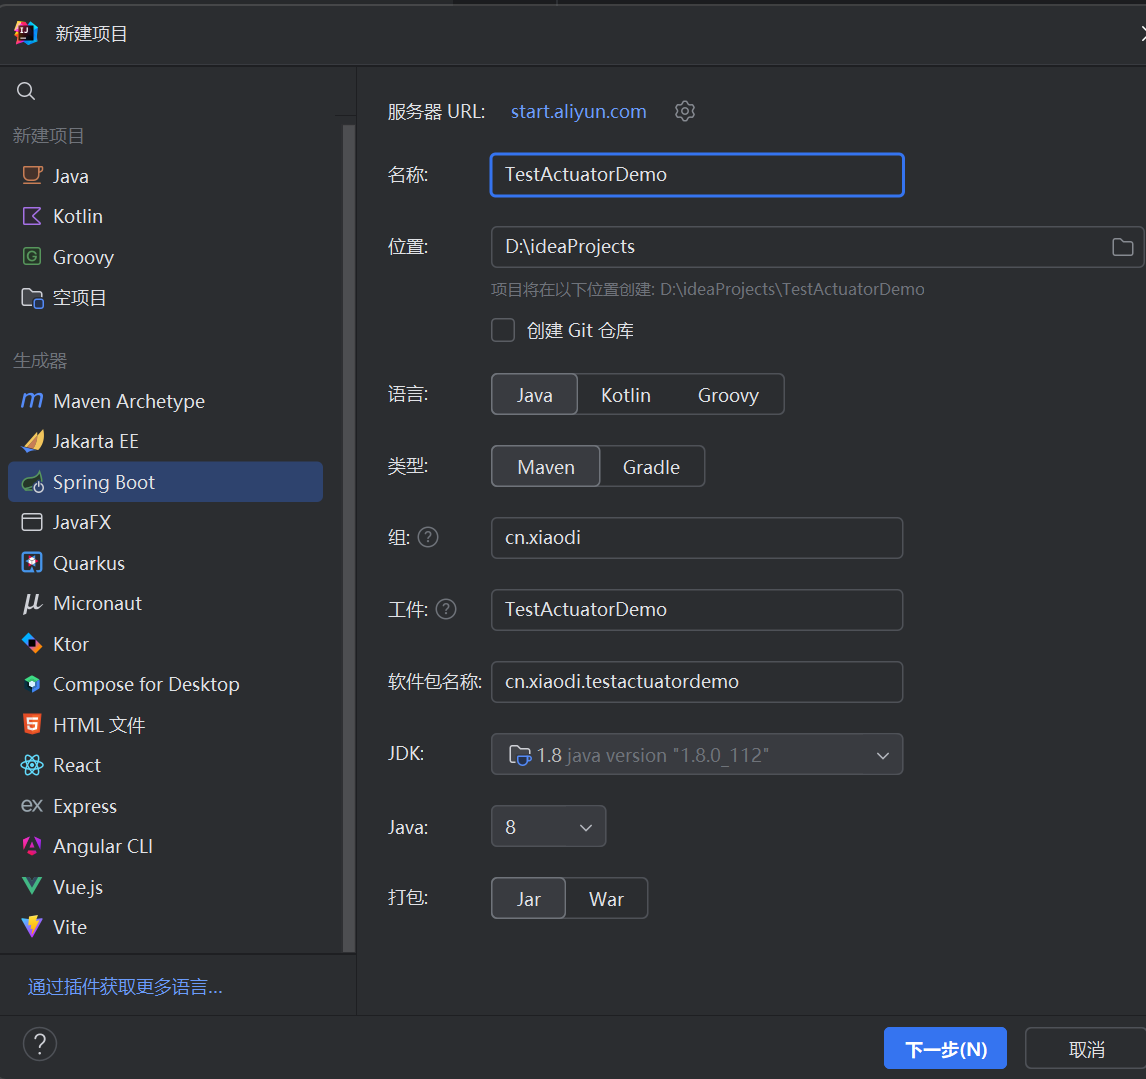 新建项目
新建项目
Java
Kotlin
Groovy
空项目
生成器
Maven Archetype
Jakarta EE
Spring Boot
JavaFX
Quarkus
Micronaut
Ktor
Compose for Desktop
HTML 文件
React
ex Express
Angular CLI
Vue.js
Vite
通过插件获取更多语言...
服务器 URL: start.aliyun.com
名称: TestActuatorDemo
位置: D:\ideaProjects
项目将在以下位置创建: D:\ideaProjects\TestActuatorDemo
创建 Git 仓库
语言: Java Kotlin Groovy
类型: Maven Gradle
组: ? cn.xiaodi
工件: ? TestActuatorDemo
软件包名称: cn.xiaodi.testactuatordemo
JDK: 1.8 java version "1.8.0_112"
Java: 8
打包: Jar War
? 下一步(N) 取消